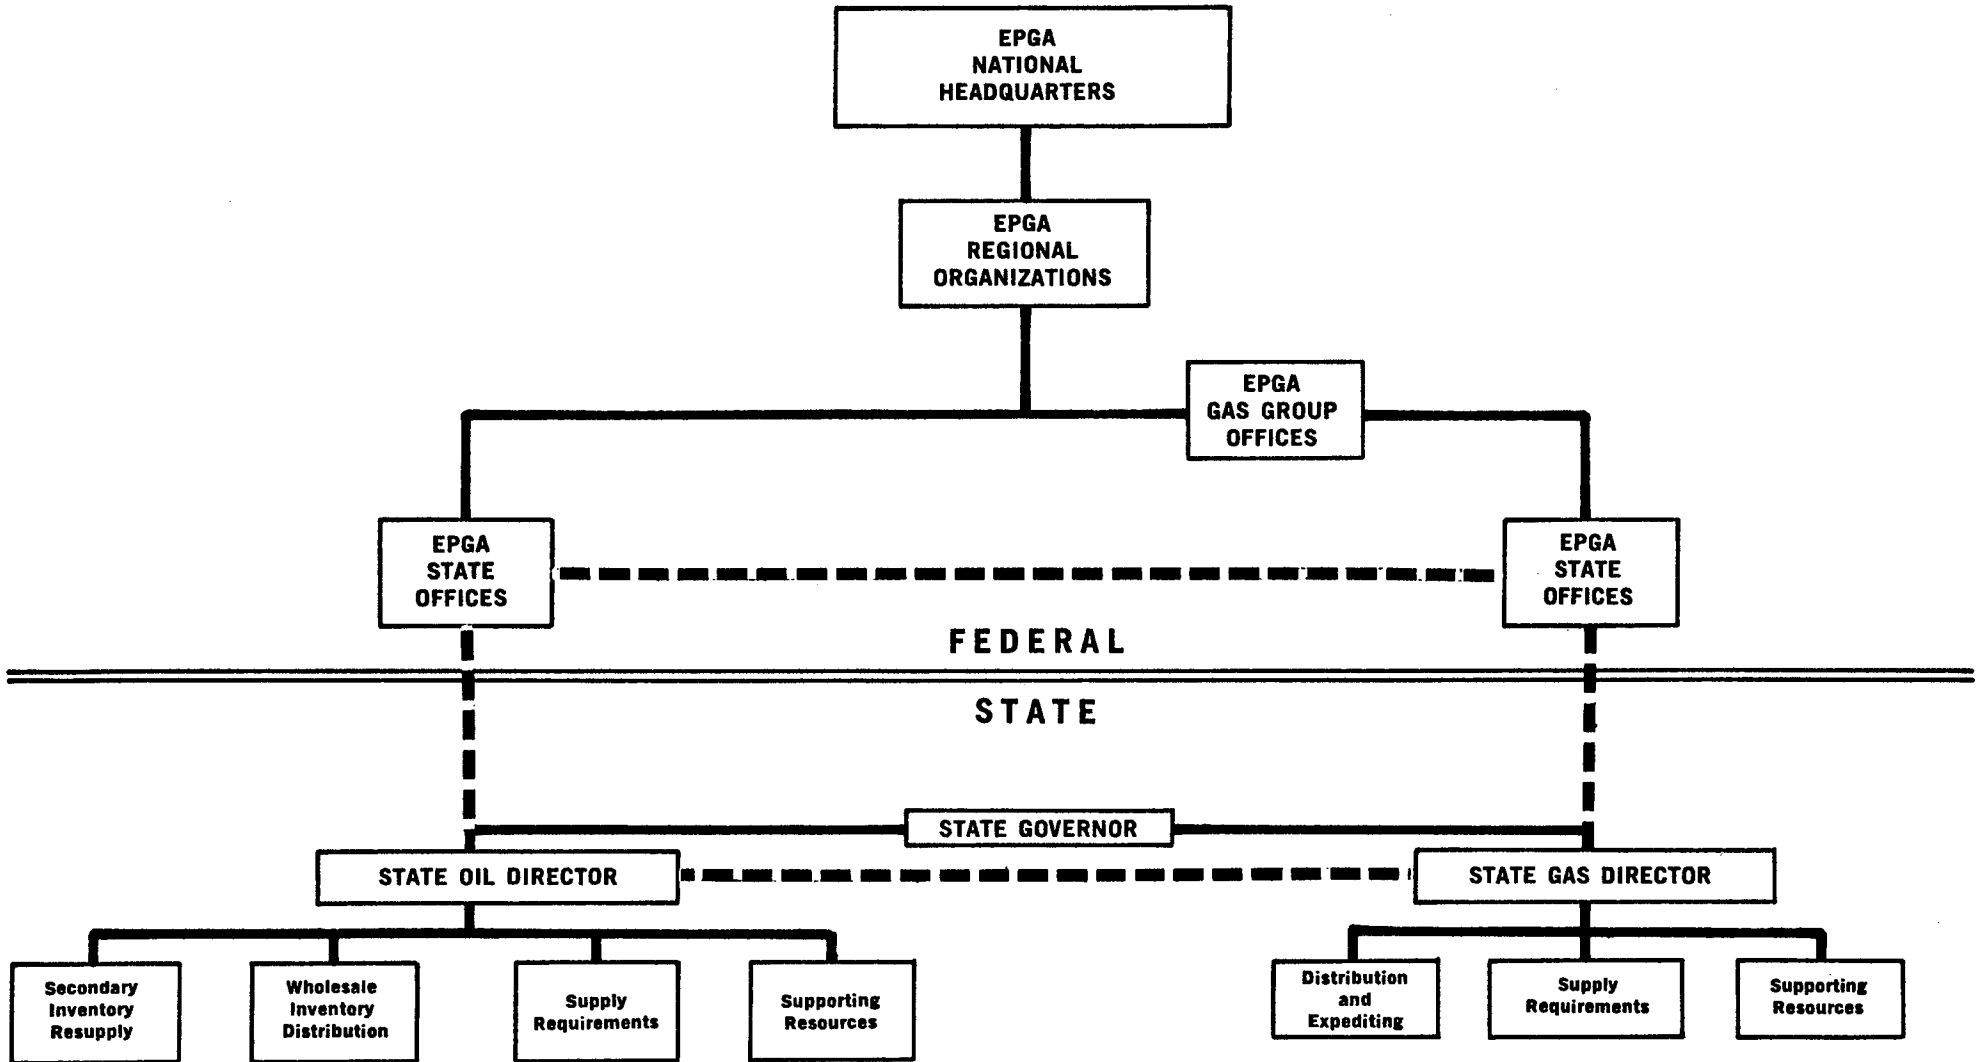 EPGA
NATIONAL
HEADQUARTERS
EPGA
REGIONAL
ORGANIZATIONS
EPGA
GAS GROUP
OFFICES
EPGA
STATE
OFFICES
EPGA
STATE
OFFICES
FEDERAL
STATE
STATE GOVERNOR
STATE OIL DIRECTOR
STATE GAS DIRECTOR
Secondary
Inventory
Resupply
Wholesale
Inventory
Distribution
Supply
Requirements
Supporting
Resources
Distribution
and
Expediting
Supply
Requirements
Supporting
Resources